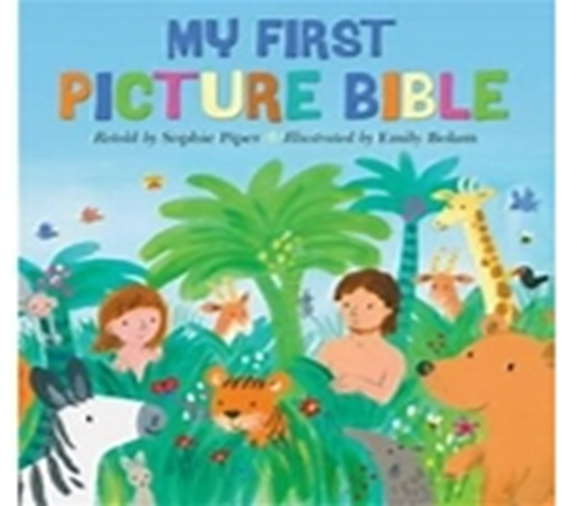 MY FIRST
PICTURE BIBLE
Retold by Sophie Piper Illustrated by Emily Bolam